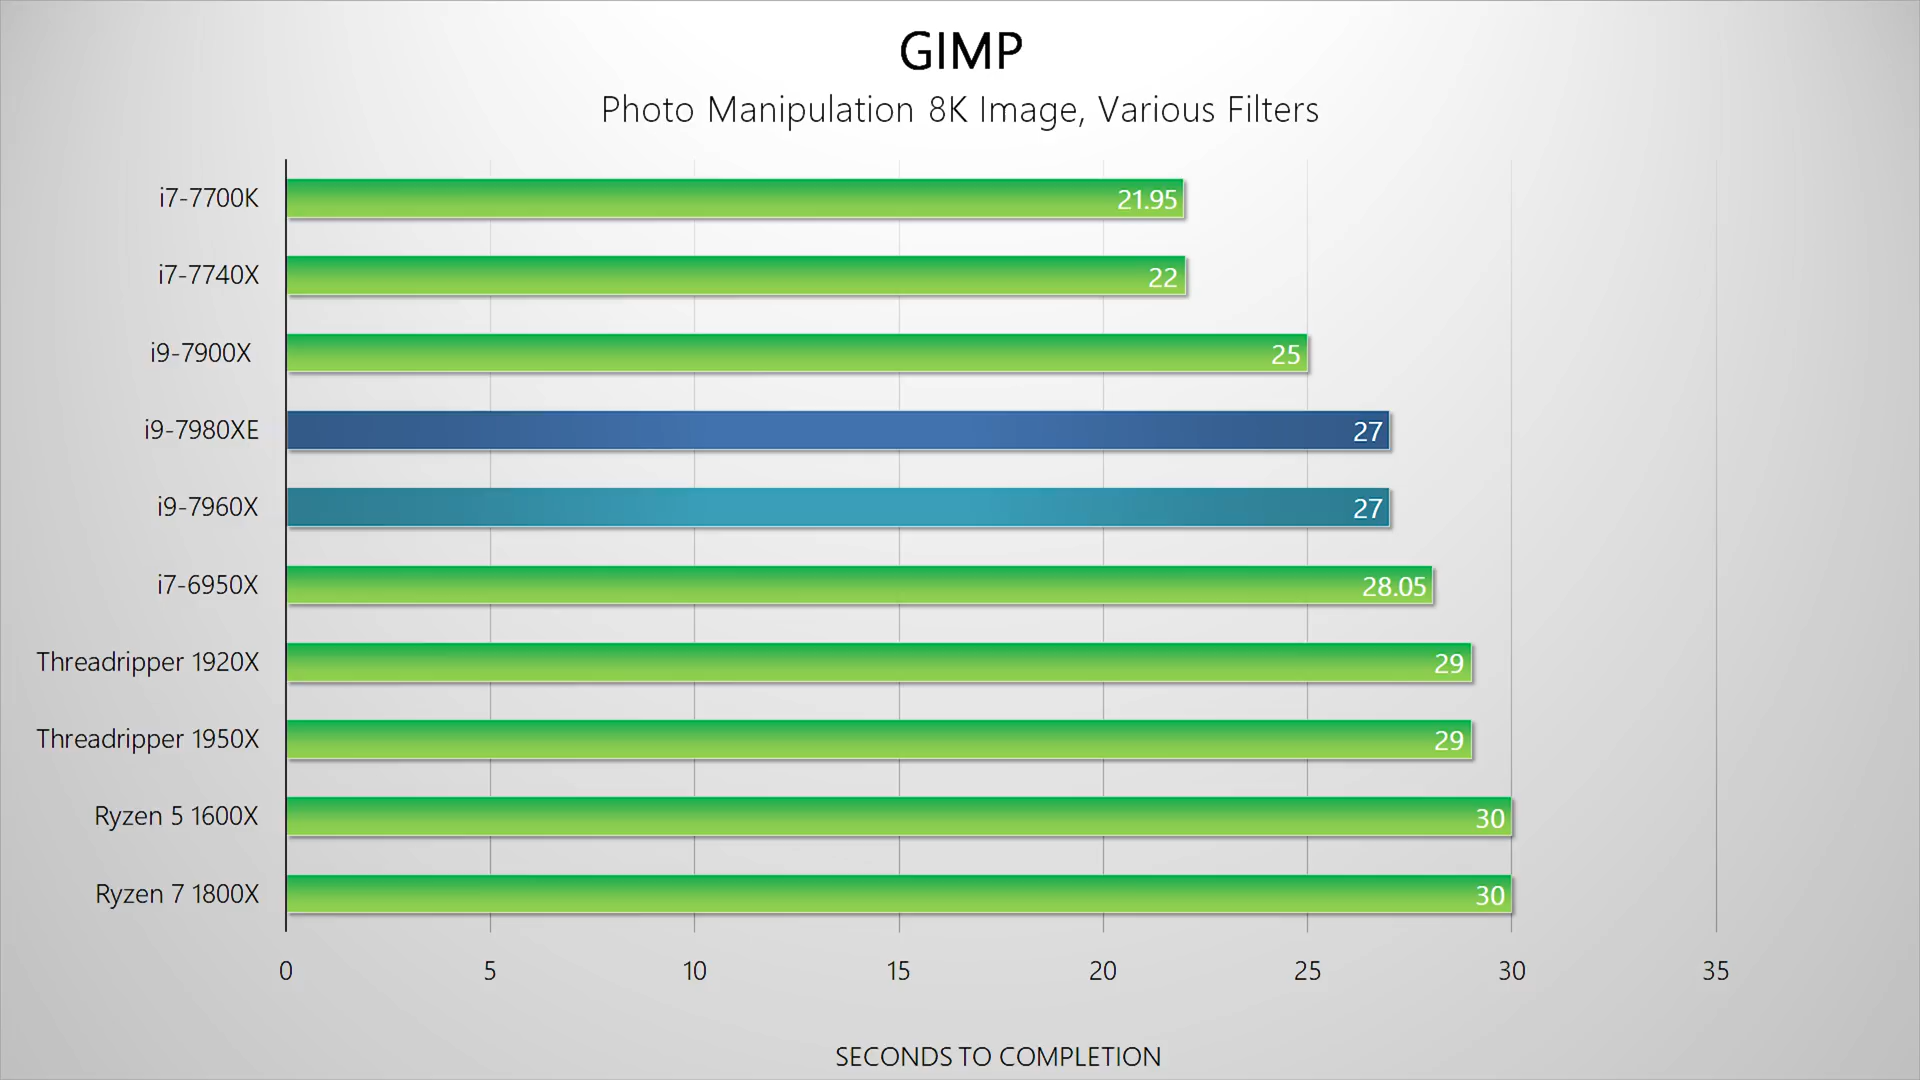 GIMP
Photo Manipulation 8K Image, Various Filters
i7-7700K 21.95
i7-7740X 22
i9-7900X 25
i9-7980XE 27
i9-7960X 27
i7-6950X 28.05
Threadripper 1920X 29
Threadripper 1950X 29
Ryzen 5 1600X 30
Ryzen 7 1800X 30
0 5 10 15 20 25 30 35
SECONDS TO COMPLETION